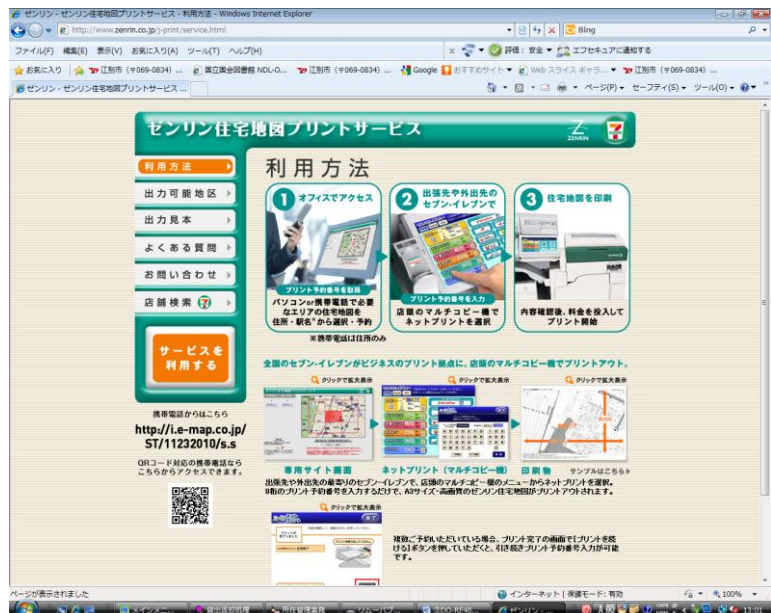 ゼンリン - ゼンリン住宅地図プリントサービス - 利用方法 - Windows Internet Explorer
http://www.zenrin.co.jp/j-print/service.html
Bing
ファイル(F) 編集(E) 表示(V) お気に入り(A) ツール(T) ヘルプ(H)
x 評価: 安全 エフセキュアに通知する
お気に入り 江別市 (〒069-0834) ... 国立国会図書館 NDL-O... 江別市 (〒069-0834) ... Google おすすめサイト Web スライス ギャラ... 江別市 (〒069-0834) ...
ゼンリン - ゼンリン住宅地図プリントサービス ...
ページ(P) セーフティ(S) ツール(O)
ゼンリン住宅地図プリントサービス
ZENRIN
利用方法
出力可能地区
出力見本
よくある質問
お問い合わせ
店舗検索
サービスを
利用する
携帯電話からはこちら
http://i.e-map.co.jp/
ST/11232010/s.s
QRコード対応の携帯電話なら
こちらからアクセスできます。
利用方法
1 オフィスでアクセス
プリント予約番号を取得
パソコンor携帯電話で必要
なエリアの住宅地図を
住所・駅名*から選択・予約
※携帯電話は住所のみ
2 出張先や外出先の
セブン-イレブンで
プリント予約番号を入力
店頭のマルチコピー機で
ネットプリントを選択
3 住宅地図を印刷
内容確認後、料金を投入して
プリント開始
全国のセブン-イレブンがビジネスのプリント拠点に、店頭のマルチコピー機でプリントアウト。
クリックで拡大表示
クリックで拡大表示
クリックで拡大表示
専用サイト画面
ネットプリント (マルチコピー機)
印刷物
サンプルはこちら
出張先や外出先の最寄りのセブン-イレブンで、店頭のマルチコピー機のメニューからネットプリントを選択。
8桁のプリント予約番号を入力するだけで、A3サイズ・高画質のゼンリン住宅地図がプリントアウトされます。
クリックで拡大表示
複数ご予約いただいている場合、プリント完了の画面で[プリントを続
ける]ボタンを押していただくと、引き続きプリント予約番号入力が可能
です。
ページが表示されました
インターネット | 保護モード: 有効
100%
メインメニ...
貸出返却処理
所在管理業務
ゼンリン - ...
13:01